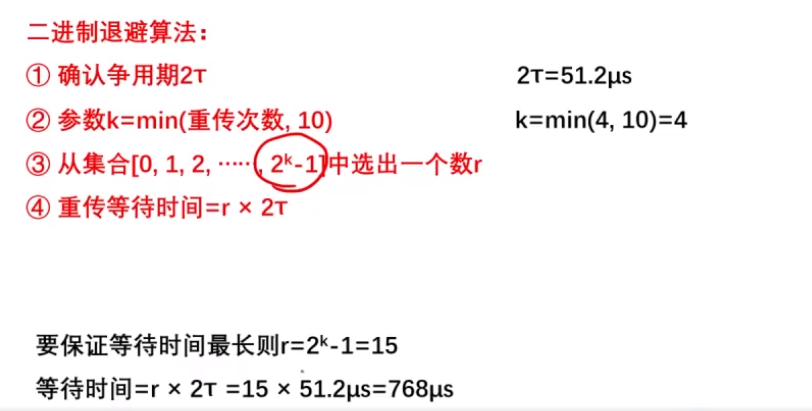 二进制退避算法：
① 确认争用期2τ 2τ=51.2μs
② 参数k=min(重传次数, 10) k=min(4, 10)=4
③ 从集合[0, 1, 2, ……, 2ᵏ-1]中选出一个数r
④ 重传等待时间=r × 2τ
要保证等待时间最长则r=2ᵏ-1=15
等待时间=r × 2τ =15 × 51.2μs=768μs